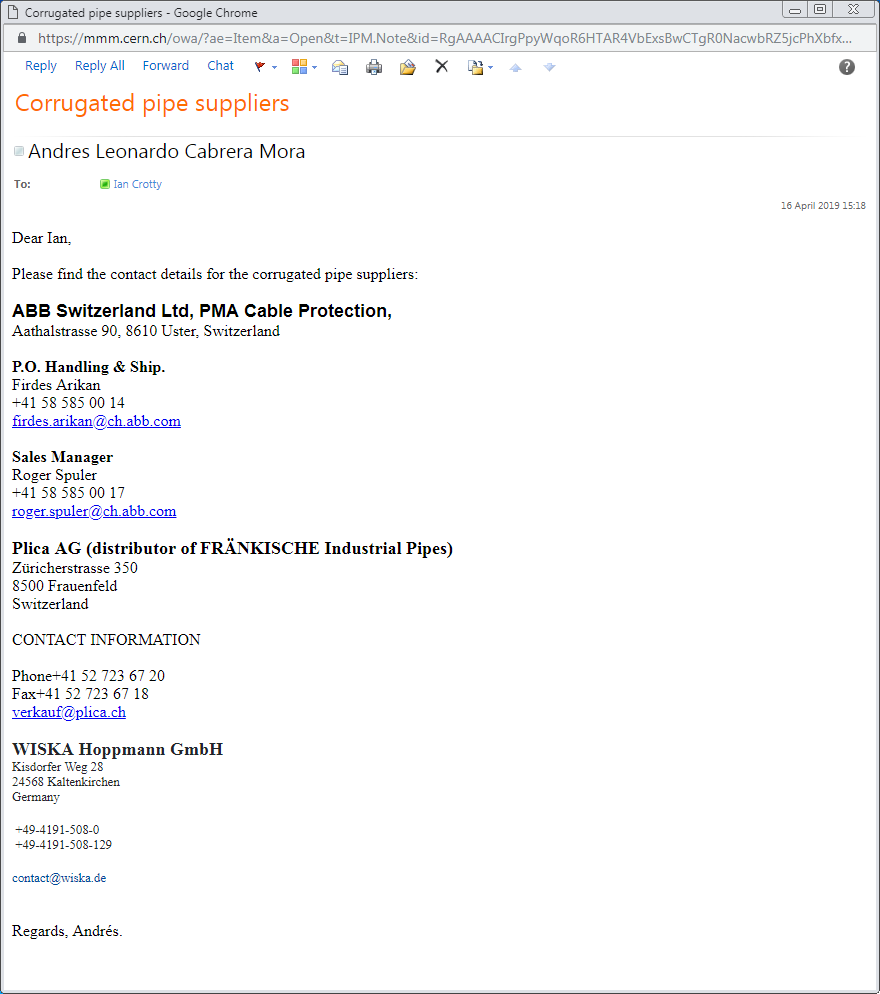 Corrugated pipe suppliers - Google Chrome
https://mmm.cern.ch/owa/?ae=Item&a=Open&t=IPM.Note&id=RgAAAACIrgPpyWqoR6HTAR4VbExsBwCTgR0NacwbRZ5jcPhXbfx...
Reply Reply All Forward Chat
Corrugated pipe suppliers
Andres Leonardo Cabrera Mora
To: Ian Crotty
16 April 2019 15:18
Dear Ian,
Please find the contact details for the corrugated pipe suppliers:
ABB Switzerland Ltd, PMA Cable Protection,
Aathalstrasse 90, 8610 Uster, Switzerland
P.O. Handling & Ship.
Firdes Arikan
+41 58 585 00 14
firdes.arikan@ch.abb.com
Sales Manager
Roger Spuler
+41 58 585 00 17
roger.spuler@ch.abb.com
Plica AG (distributor of FRÄNKISCHE Industrial Pipes)
Züricherstrasse 350
8500 Frauenfeld
Switzerland
CONTACT INFORMATION
Phone+41 52 723 67 20
Fax+41 52 723 67 18
verkauf@plica.ch
WISKA Hoppmann GmbH
Kisdorfer Weg 28
24568 Kaltenkirchen
Germany
+49-4191-508-0
+49-4191-508-129
contact@wiska.de
Regards, Andrés.